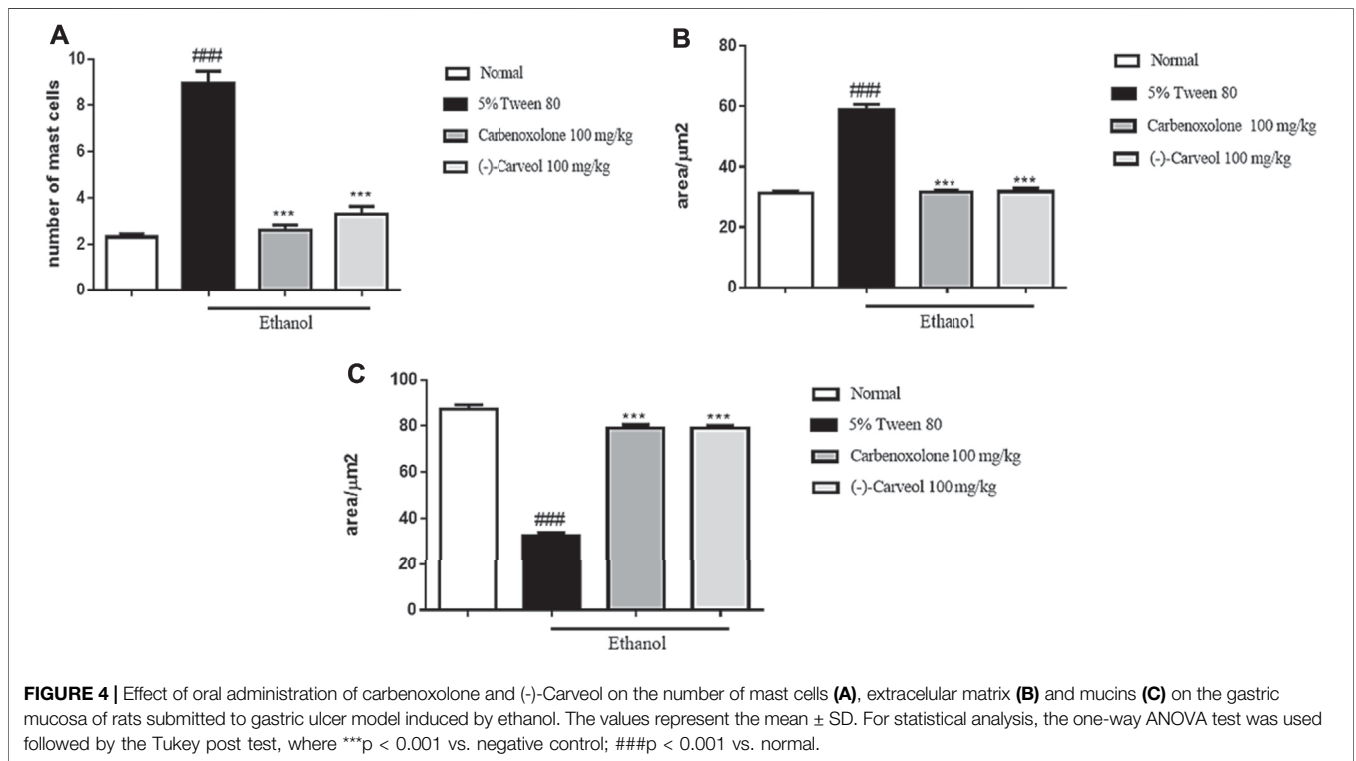 A
number of mast cells
10
8
6
4
2
0
###
***
***
Ethanol
Normal
5% Tween 80
Carbenoxolone 100 mg/kg
(-)-Carveol 100 mg/kg
B
area/μm2
80
60
40
20
0
###
***
***
Ethanol
Normal
5% Tween 80
Carbenoxolone 100 mg/kg
(-)-Carveol 100 mg/kg
C
area/μm2
100
80
60
40
20
0
###
***
***
Ethanol
Normal
5% Tween 80
Carbenoxolone 100 mg/kg
(-)-Carveol 100mg/kg
FIGURE 4 | Effect of oral administration of carbenoxolone and (-)-Carveol on the number of mast cells (A), extracelular matrix (B) and mucins (C) on the gastric
mucosa of rats submitted to gastric ulcer model induced by ethanol. The values represent the mean ± SD. For statistical analysis, the one-way ANOVA test was used
followed by the Tukey post test, where ***p < 0.001 vs. negative control; ###p < 0.001 vs. normal.